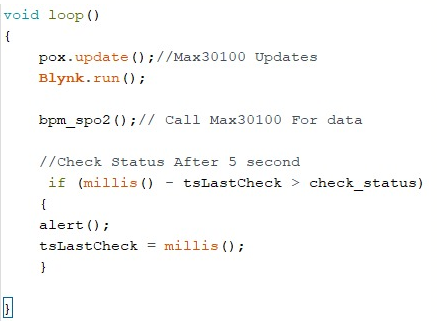 void loop()
{
pox.update();//Max30100 Updates
Blynk.run();
bpm_spo2();// Call Max30100 For data
//Check Status After 5 second
if (millis() - tsLastCheck > check_status)
{
alert();
tsLastCheck = millis();
}
}